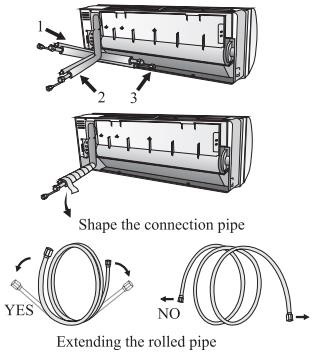 1
2
3
Shape the connection pipe
YES
NO
Extending the rolled pipe